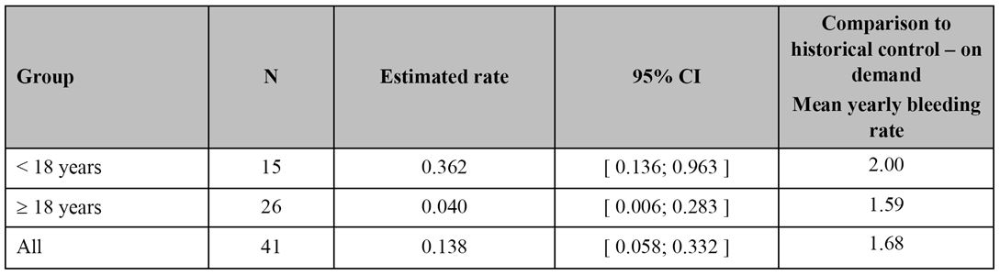 Group N Estimated rate 95% CI Comparison to
historical control – on
demand
Mean yearly bleeding
rate
< 18 years 15 0.362 [ 0.136; 0.963 ] 2.00
≥ 18 years 26 0.040 [ 0.006; 0.283 ] 1.59
All 41 0.138 [ 0.058; 0.332 ] 1.68